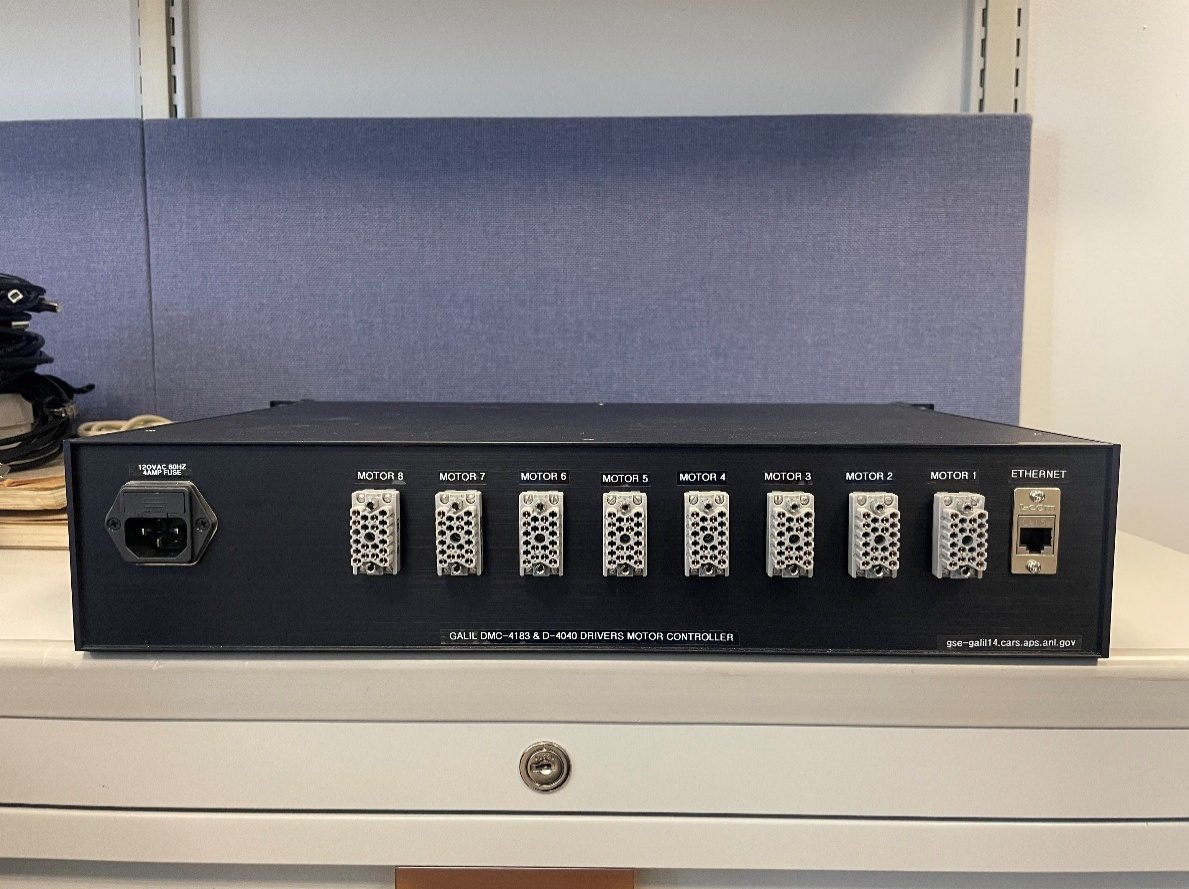 120VAC 60HZ
4AMP FUSE
MOTOR 8
MOTOR 7
MOTOR 6
MOTOR 5
MOTOR 4
MOTOR 3
MOTOR 2
MOTOR 1
ETHERNET
GALIL DMC-4183 & D-4040 DRIVERS MOTOR CONTROLLER
gse-galil14.cars.aps.anl.gov